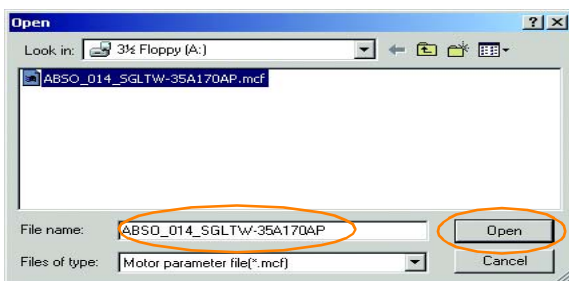 Open
Look in: 3½ Floppy (A:)
ABSO_014_SGLTW-35A170AP.mcf
File name: ABSO_014_SGLTW-35A170AP Open
Files of type: Motor parameter file(*.mcf) Cancel